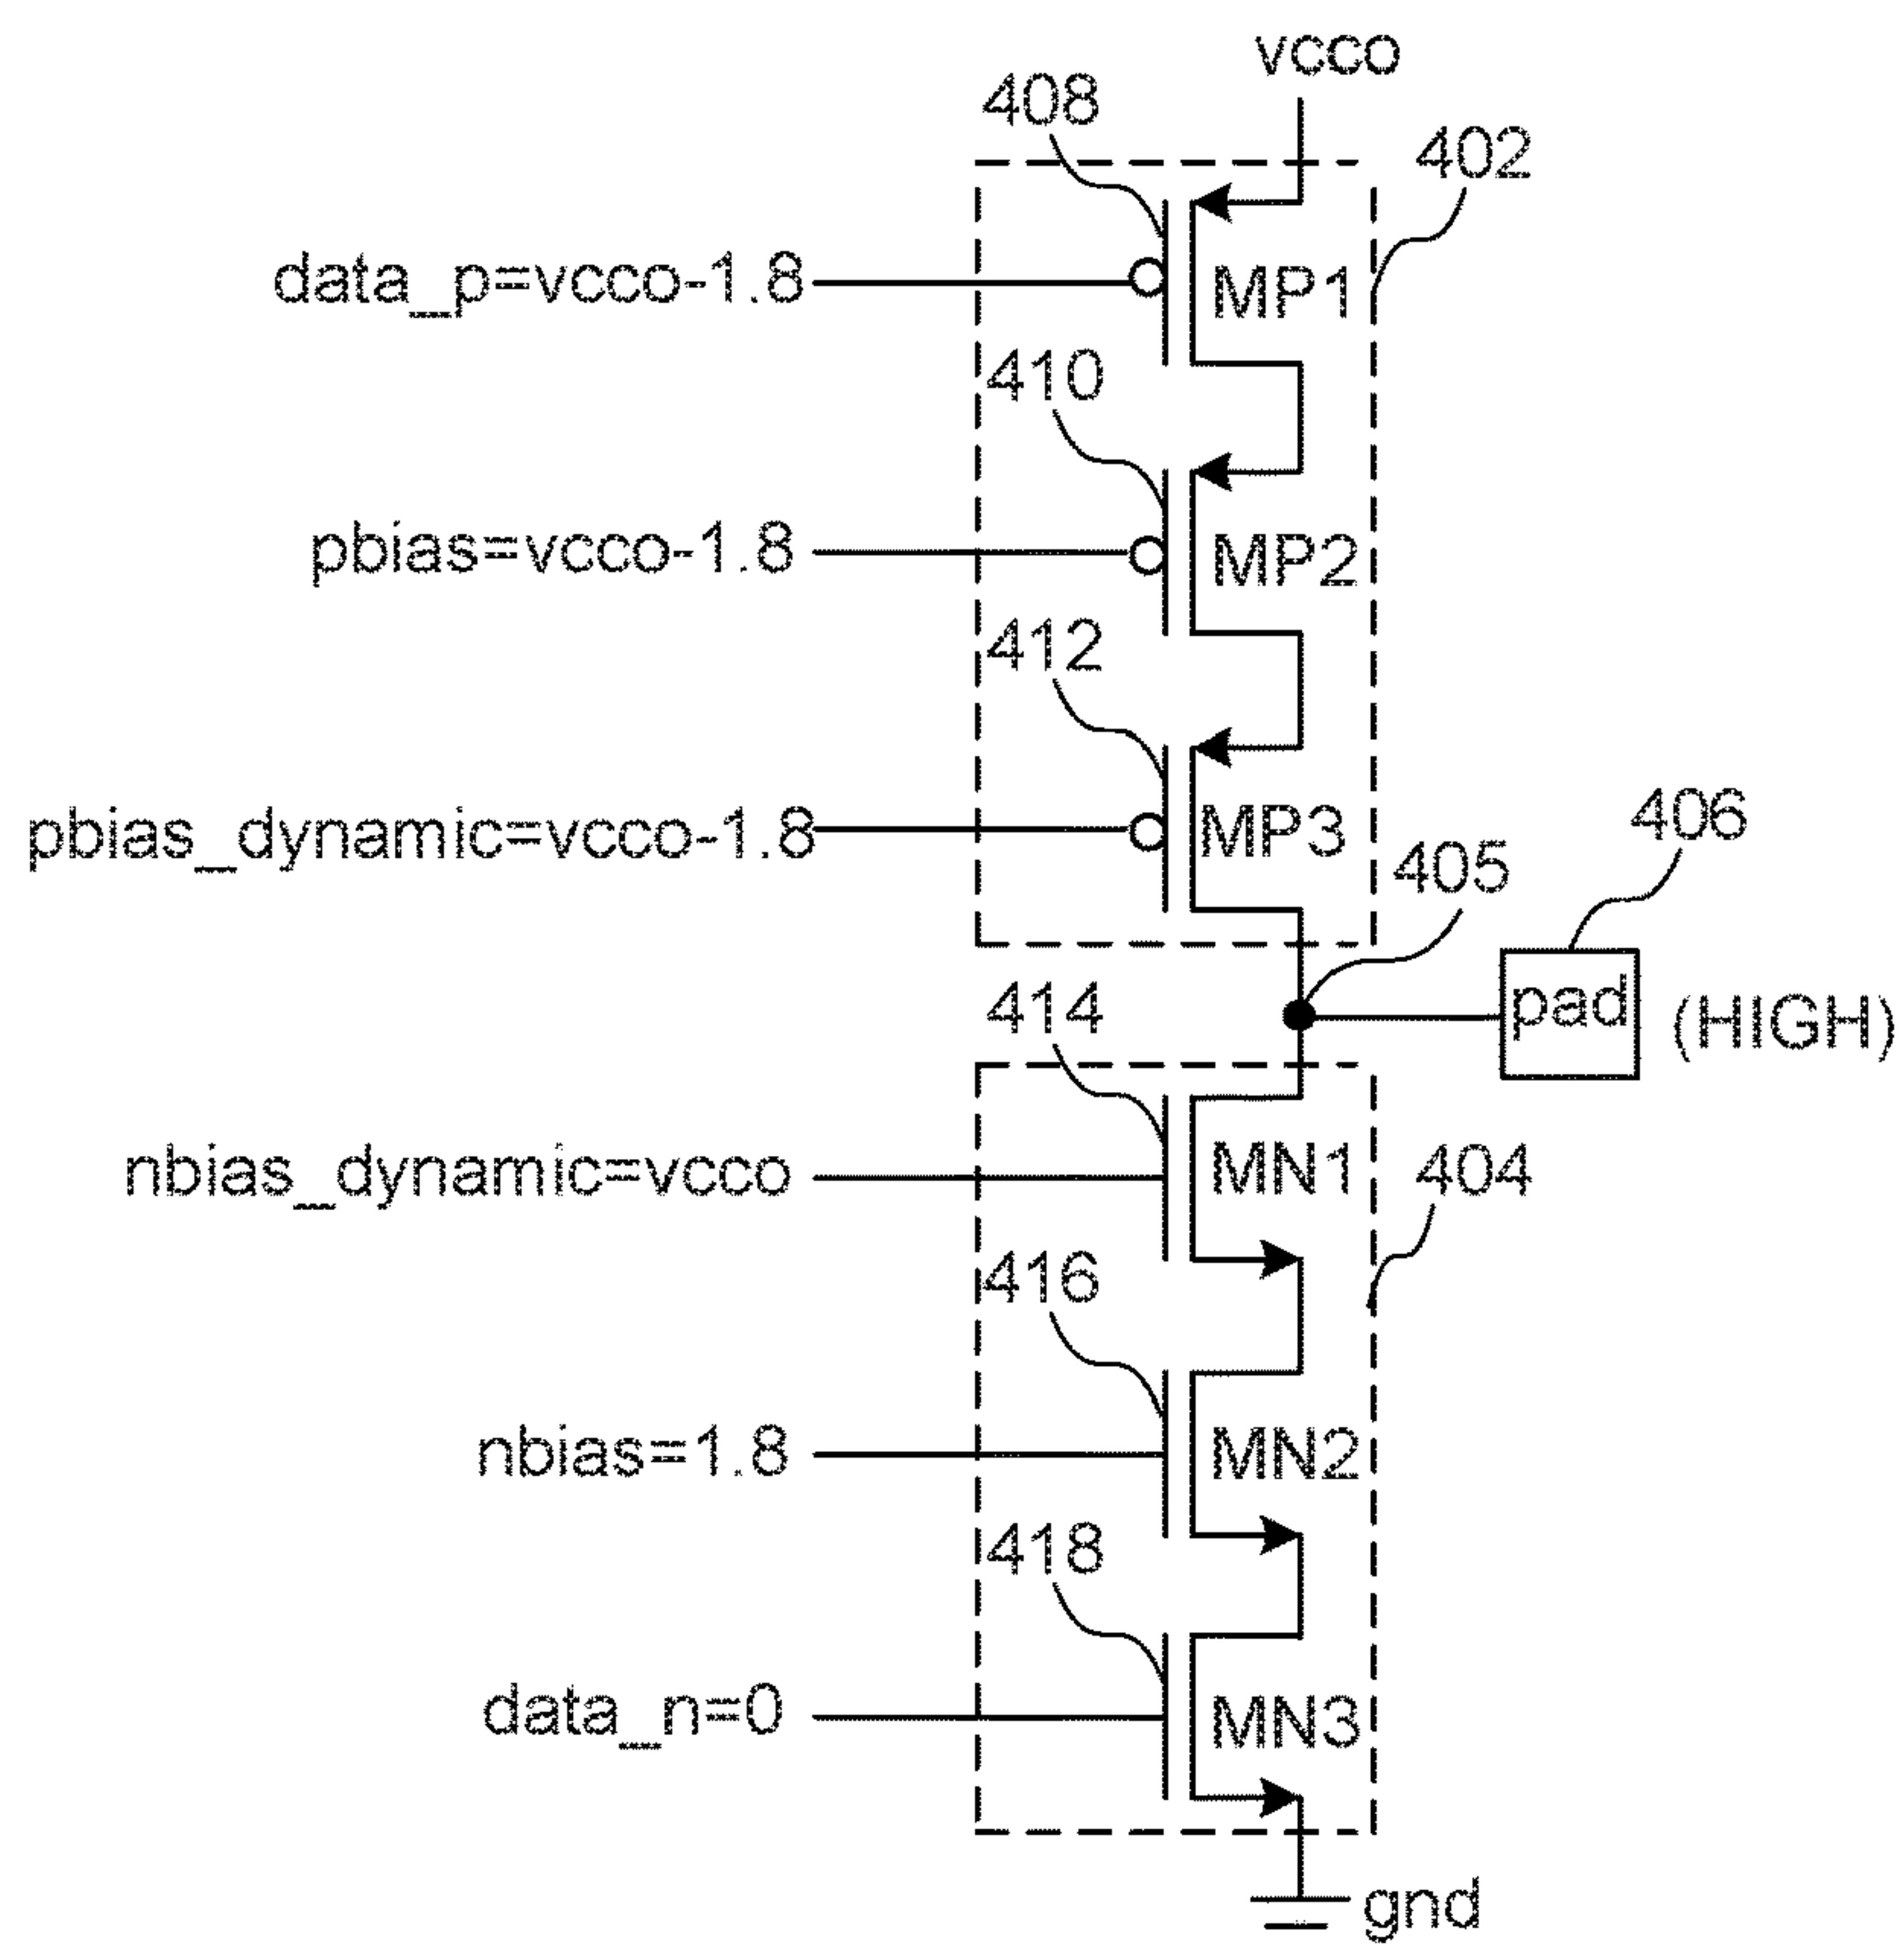 vcco
408
402
data_p=vcco-1.8
MP1
410
pbias=vcco-1.8
MP2
412
pbias_dynamic=vcco-1.8
MP3
406
405
pad
(HIGH)
414
nbias_dynamic=vcco
MN1
404
416
nbias=1.8
MN2
418
data_n=0
MN3
gnd